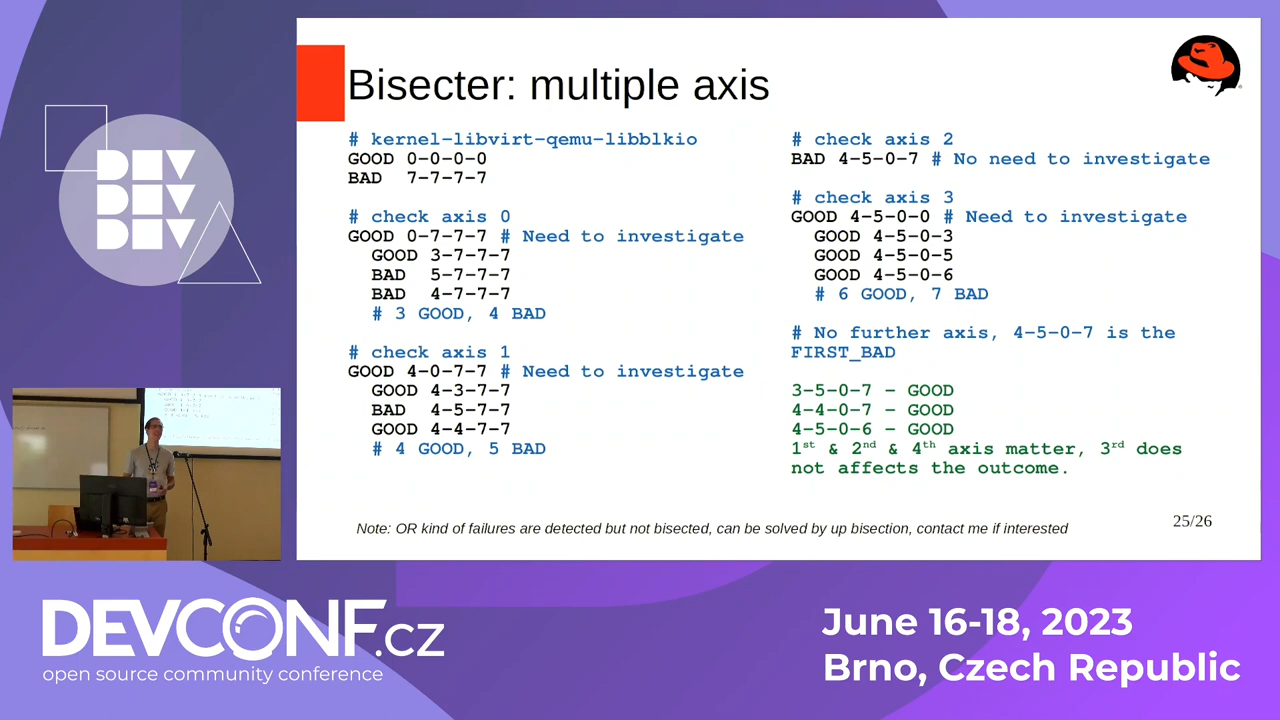 Bisecter: multiple axis
# kernel-libvirt-qemu-libblkio
GOOD 0-0-0-0
BAD 7-7-7-7
# check axis 0
GOOD 0-7-7-7 # Need to investigate
GOOD 3-7-7-7
BAD 5-7-7-7
BAD 4-7-7-7
# 3 GOOD, 4 BAD
# check axis 1
GOOD 4-0-7-7 # Need to investigate
GOOD 4-3-7-7
BAD 4-5-7-7
GOOD 4-4-7-7
# 4 GOOD, 5 BAD
# check axis 2
BAD 4-5-0-7 # No need to investigate
# check axis 3
GOOD 4-5-0-0 # Need to investigate
GOOD 4-5-0-3
GOOD 4-5-0-5
GOOD 4-5-0-6
# 6 GOOD, 7 BAD
# No further axis, 4-5-0-7 is the
FIRST_BAD
3-5-0-7 - GOOD
4-4-0-7 - GOOD
4-5-0-6 - GOOD
1st & 2nd & 4th axis matter, 3rd does
not affects the outcome.
Note: OR kind of failures are detected but not bisected, can be solved by up bisection, contact me if interested
25/26
DEV
DEV
DEV
DEVCONF.cz
open source community conference
June 16-18, 2023
Brno, Czech Republic